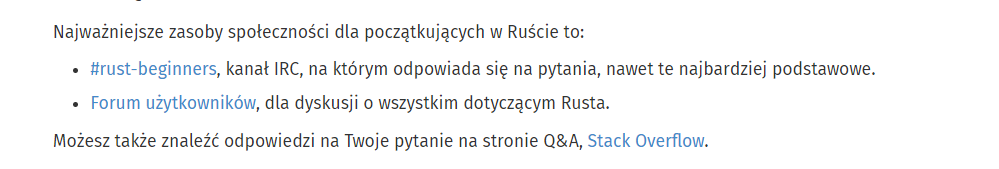 Najważniejsze zasoby społeczności dla początkujących w Ruście to:
• #rust-beginners, kanał IRC, na którym odpowiada się na pytania, nawet te najbardziej podstawowe.
• Forum użytkowników, dla dyskusji o wszystkim dotyczącym Rusta.
Możesz także znaleźć odpowiedzi na Twoje pytanie na stronie Q&A, Stack Overflow.